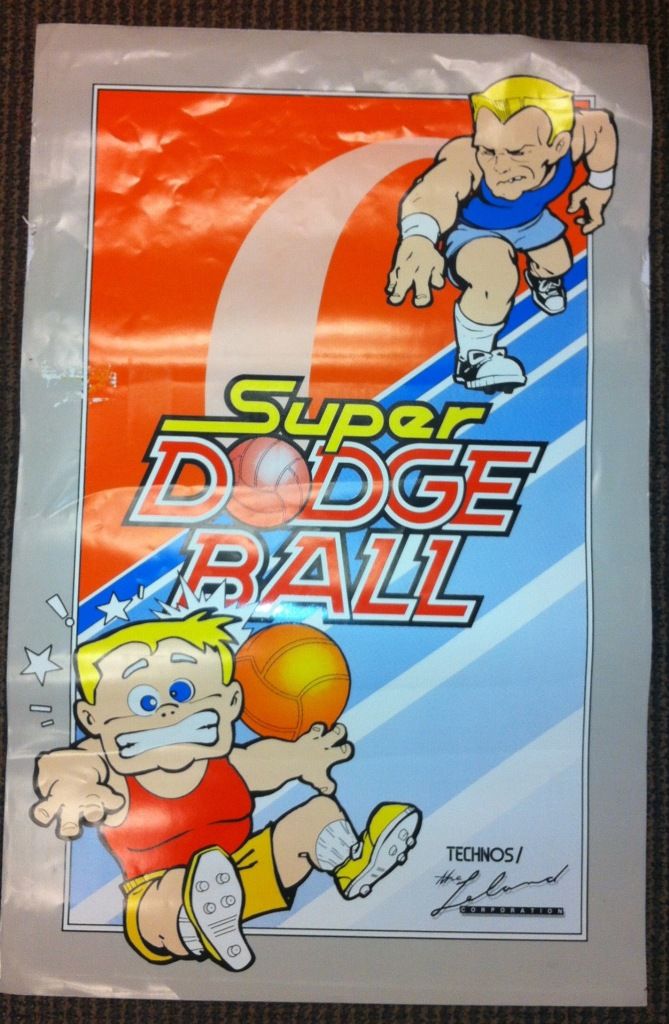 Super
DODGE
BALL
TECHNOS/
the Leland
CORPORATION